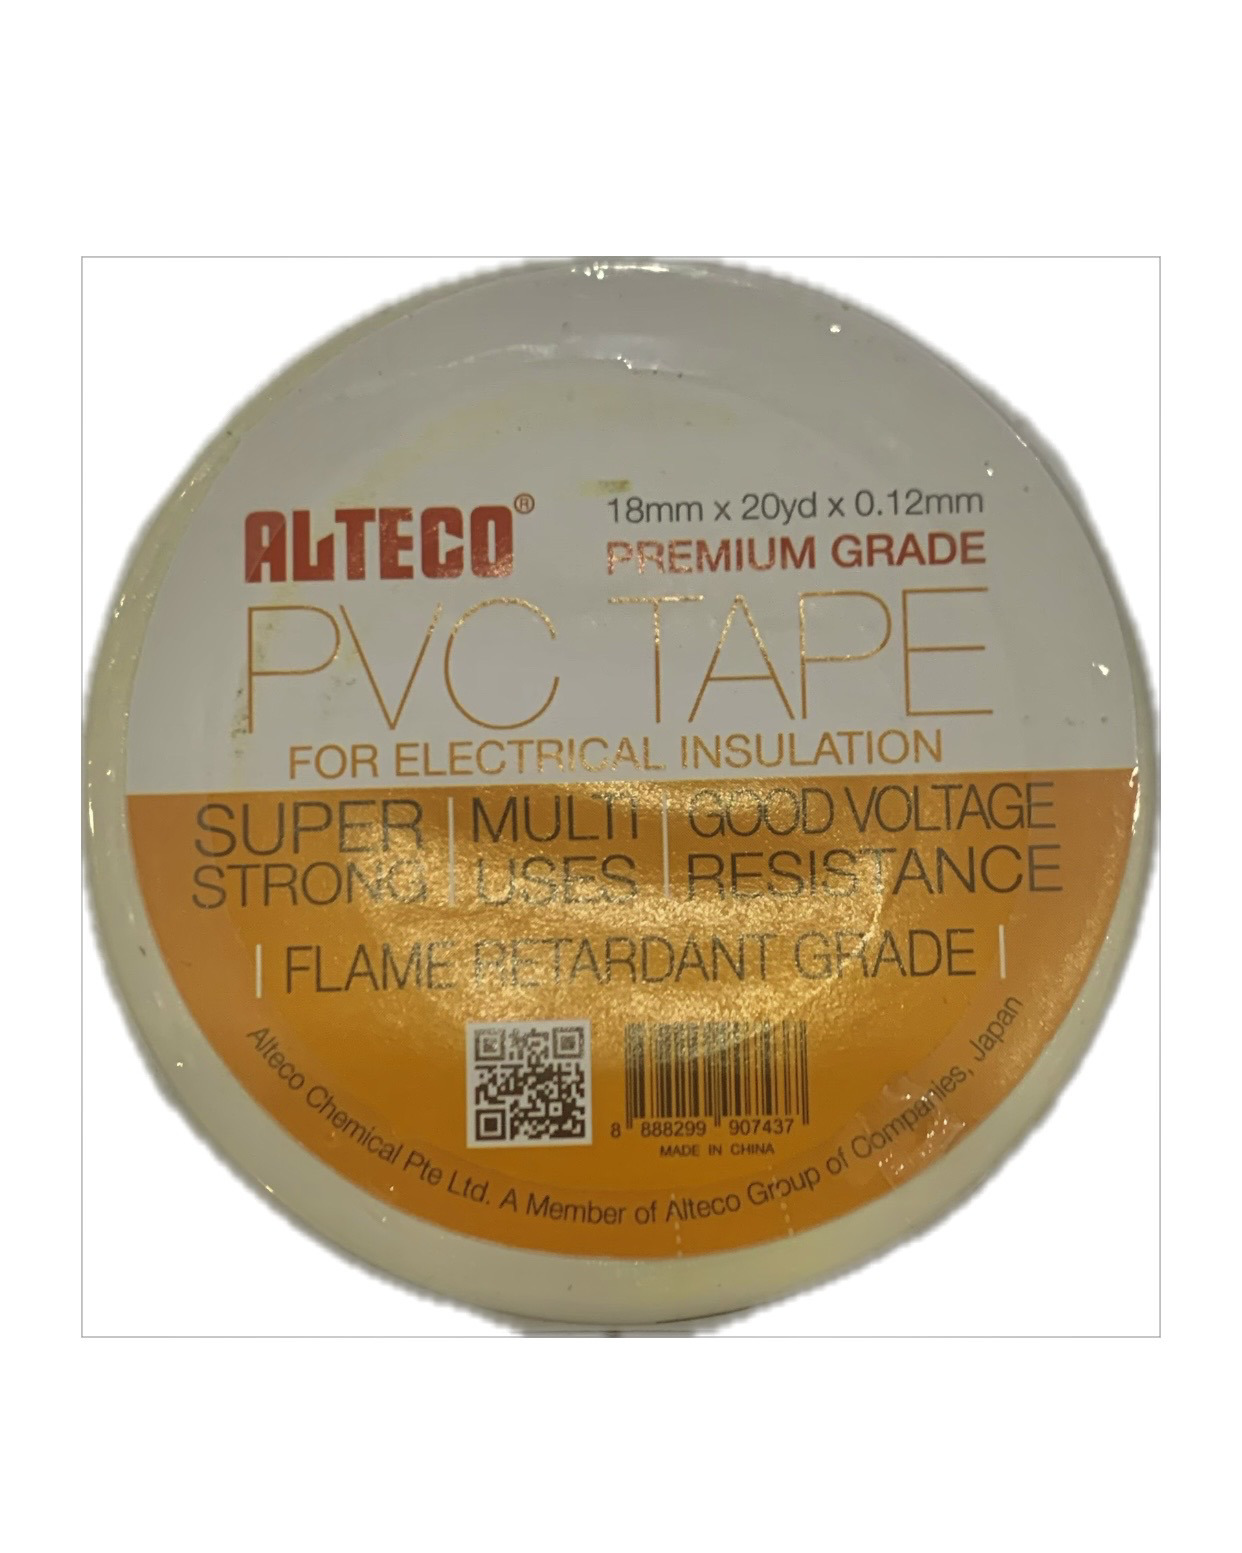 ALTECO®
18mm x 20yd x 0.12mm
PREMIUM GRADE
PVC TAPE
FOR ELECTRICAL INSULATION
SUPER STRONG
MULTI USES
GOOD VOLTAGE RESISTANCE
FLAME RETARDANT GRADE
8 888299 907437
MADE IN CHINA
Alteco Chemical Pte Ltd. A Member of Alteco Group of Companies, Japan